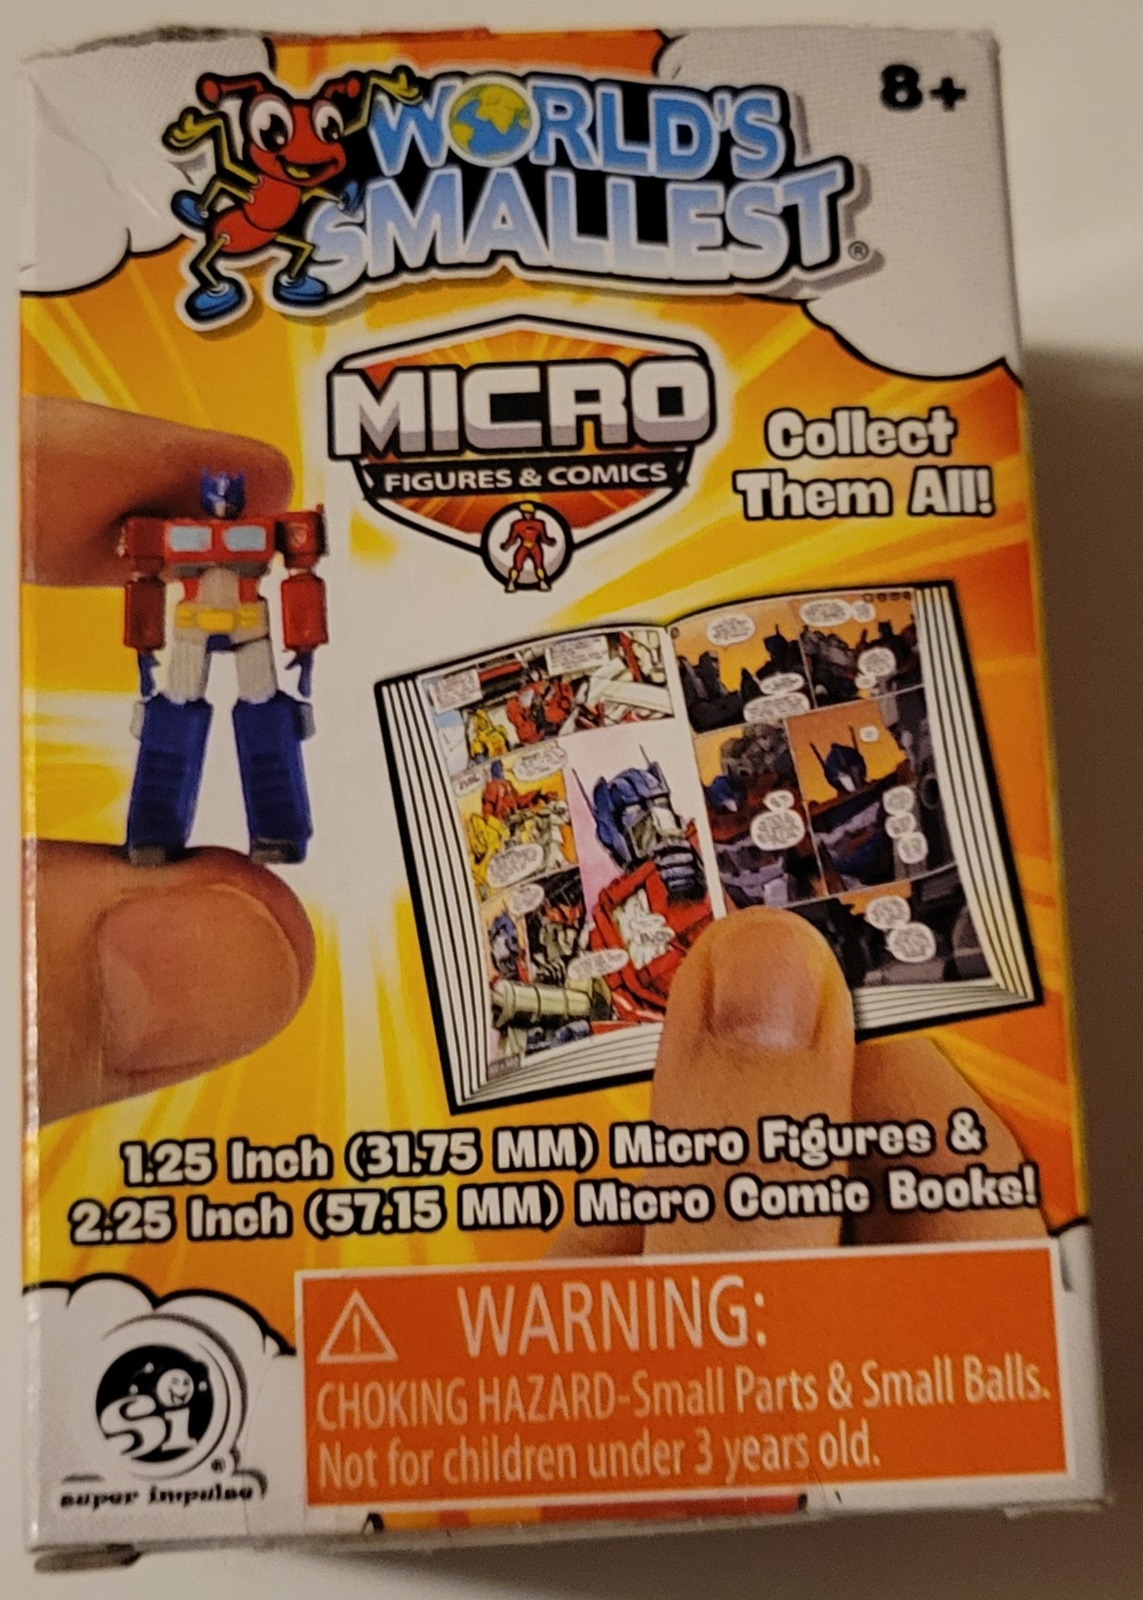 8+
WORLD'S
SMALLEST®
MICRO
FIGURES & COMICS
Collect
Them All!
1.25 Inch (31.75 MM) Micro Figures &
2.25 Inch (57.15 MM) Micro Comic Books!
⚠ WARNING:
CHOKING HAZARD-Small Parts & Small Balls.
Not for children under 3 years old.
Si®
super impulse